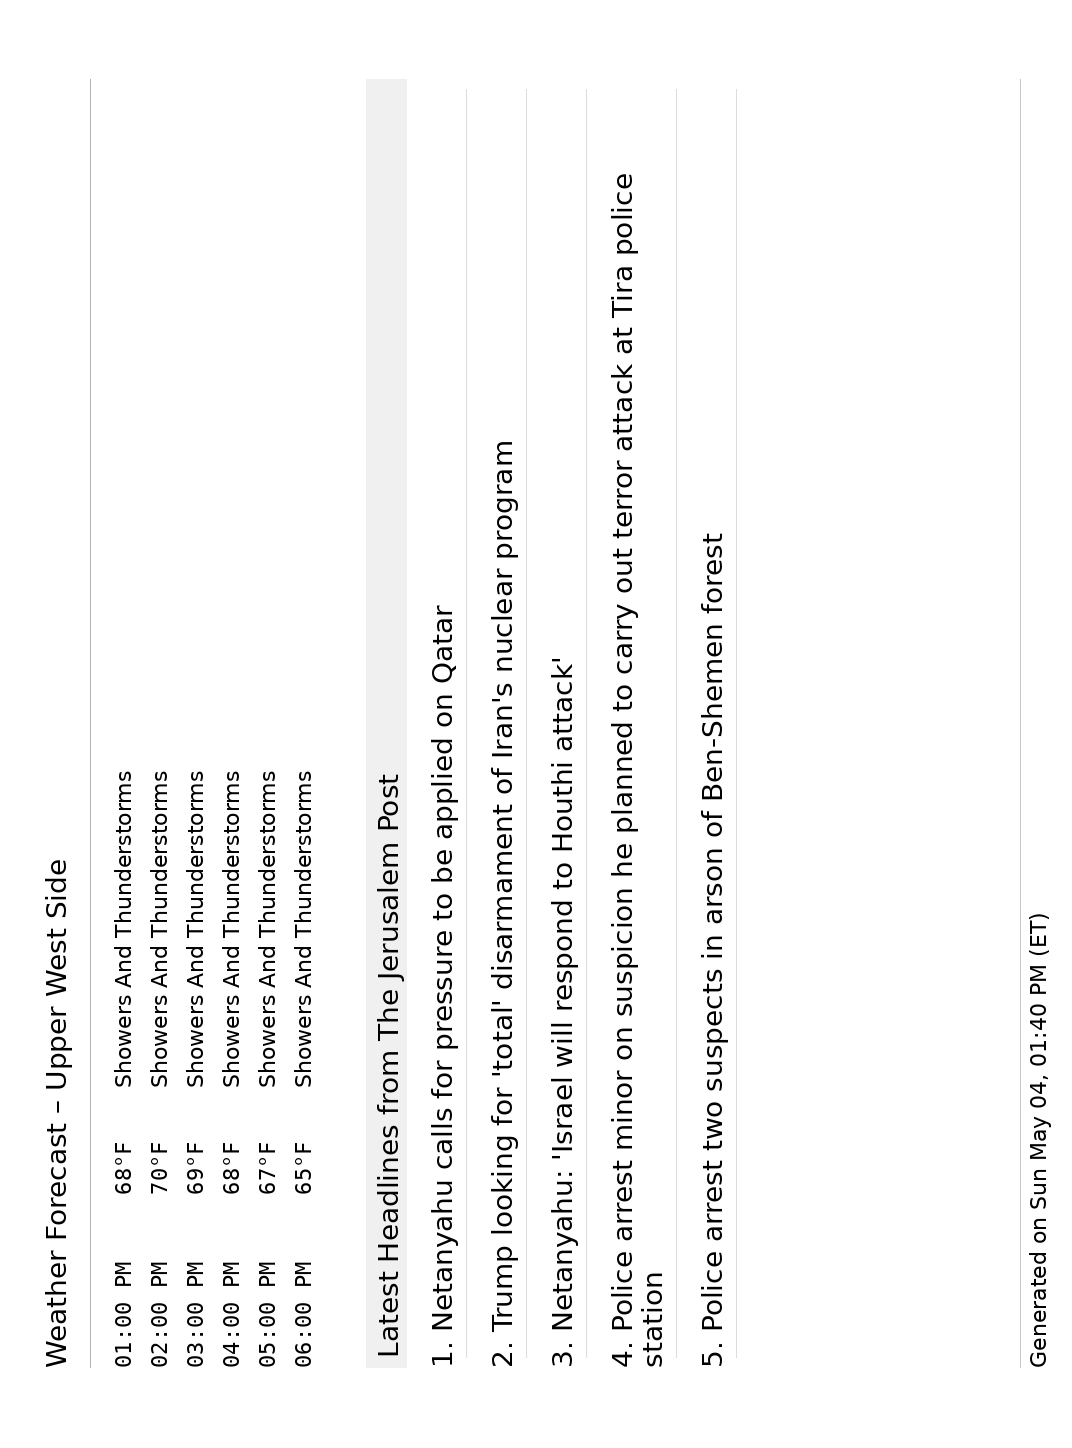 Weather Forecast – Upper West Side
01:00 PM 68°F Showers And Thunderstorms
02:00 PM 70°F Showers And Thunderstorms
03:00 PM 69°F Showers And Thunderstorms
04:00 PM 68°F Showers And Thunderstorms
05:00 PM 67°F Showers And Thunderstorms
06:00 PM 65°F Showers And Thunderstorms
Latest Headlines from The Jerusalem Post
1. Netanyahu calls for pressure to be applied on Qatar
2. Trump looking for 'total' disarmament of Iran's nuclear program
3. Netanyahu: 'Israel will respond to Houthi attack'
4. Police arrest minor on suspicion he planned to carry out terror attack at Tira police
station
5. Police arrest two suspects in arson of Ben-Shemen forest
Generated on Sun May 04, 01:40 PM (ET)